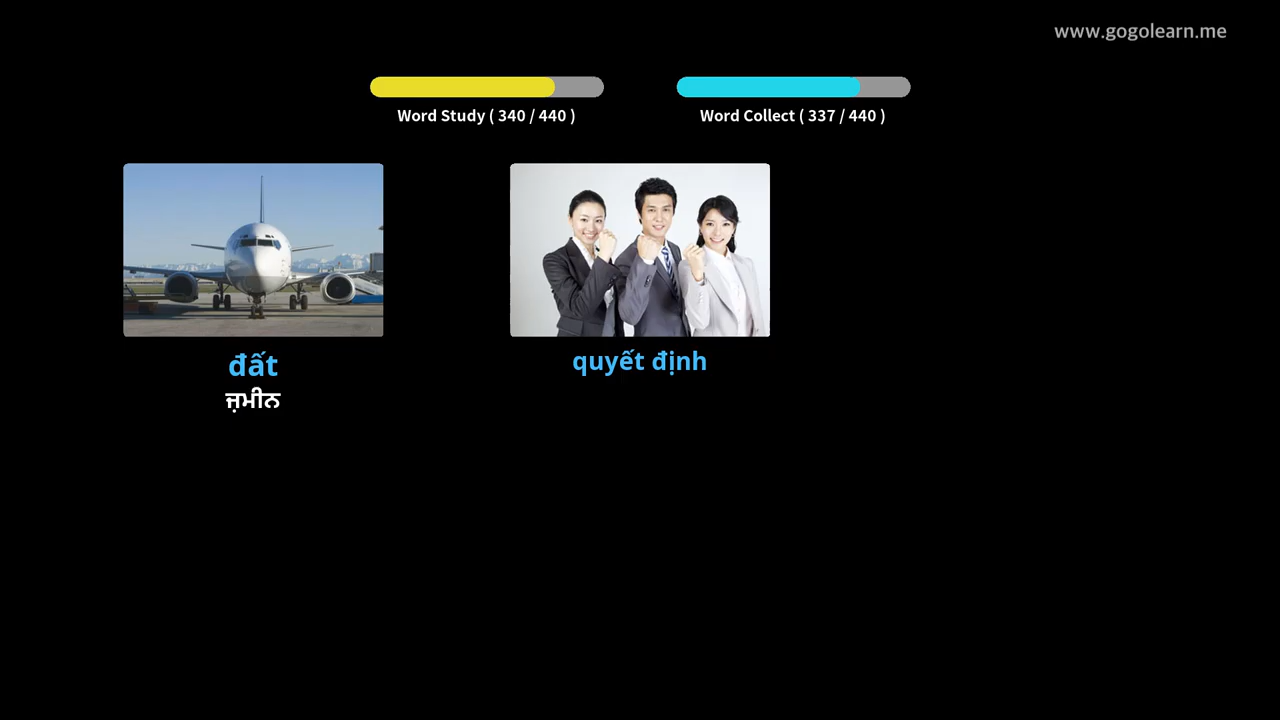 www.gogolearn.me
Word Study ( 340 / 440 )
Word Collect ( 337 / 440 )
đất
ਜ਼ਮੀਨ
quyết định